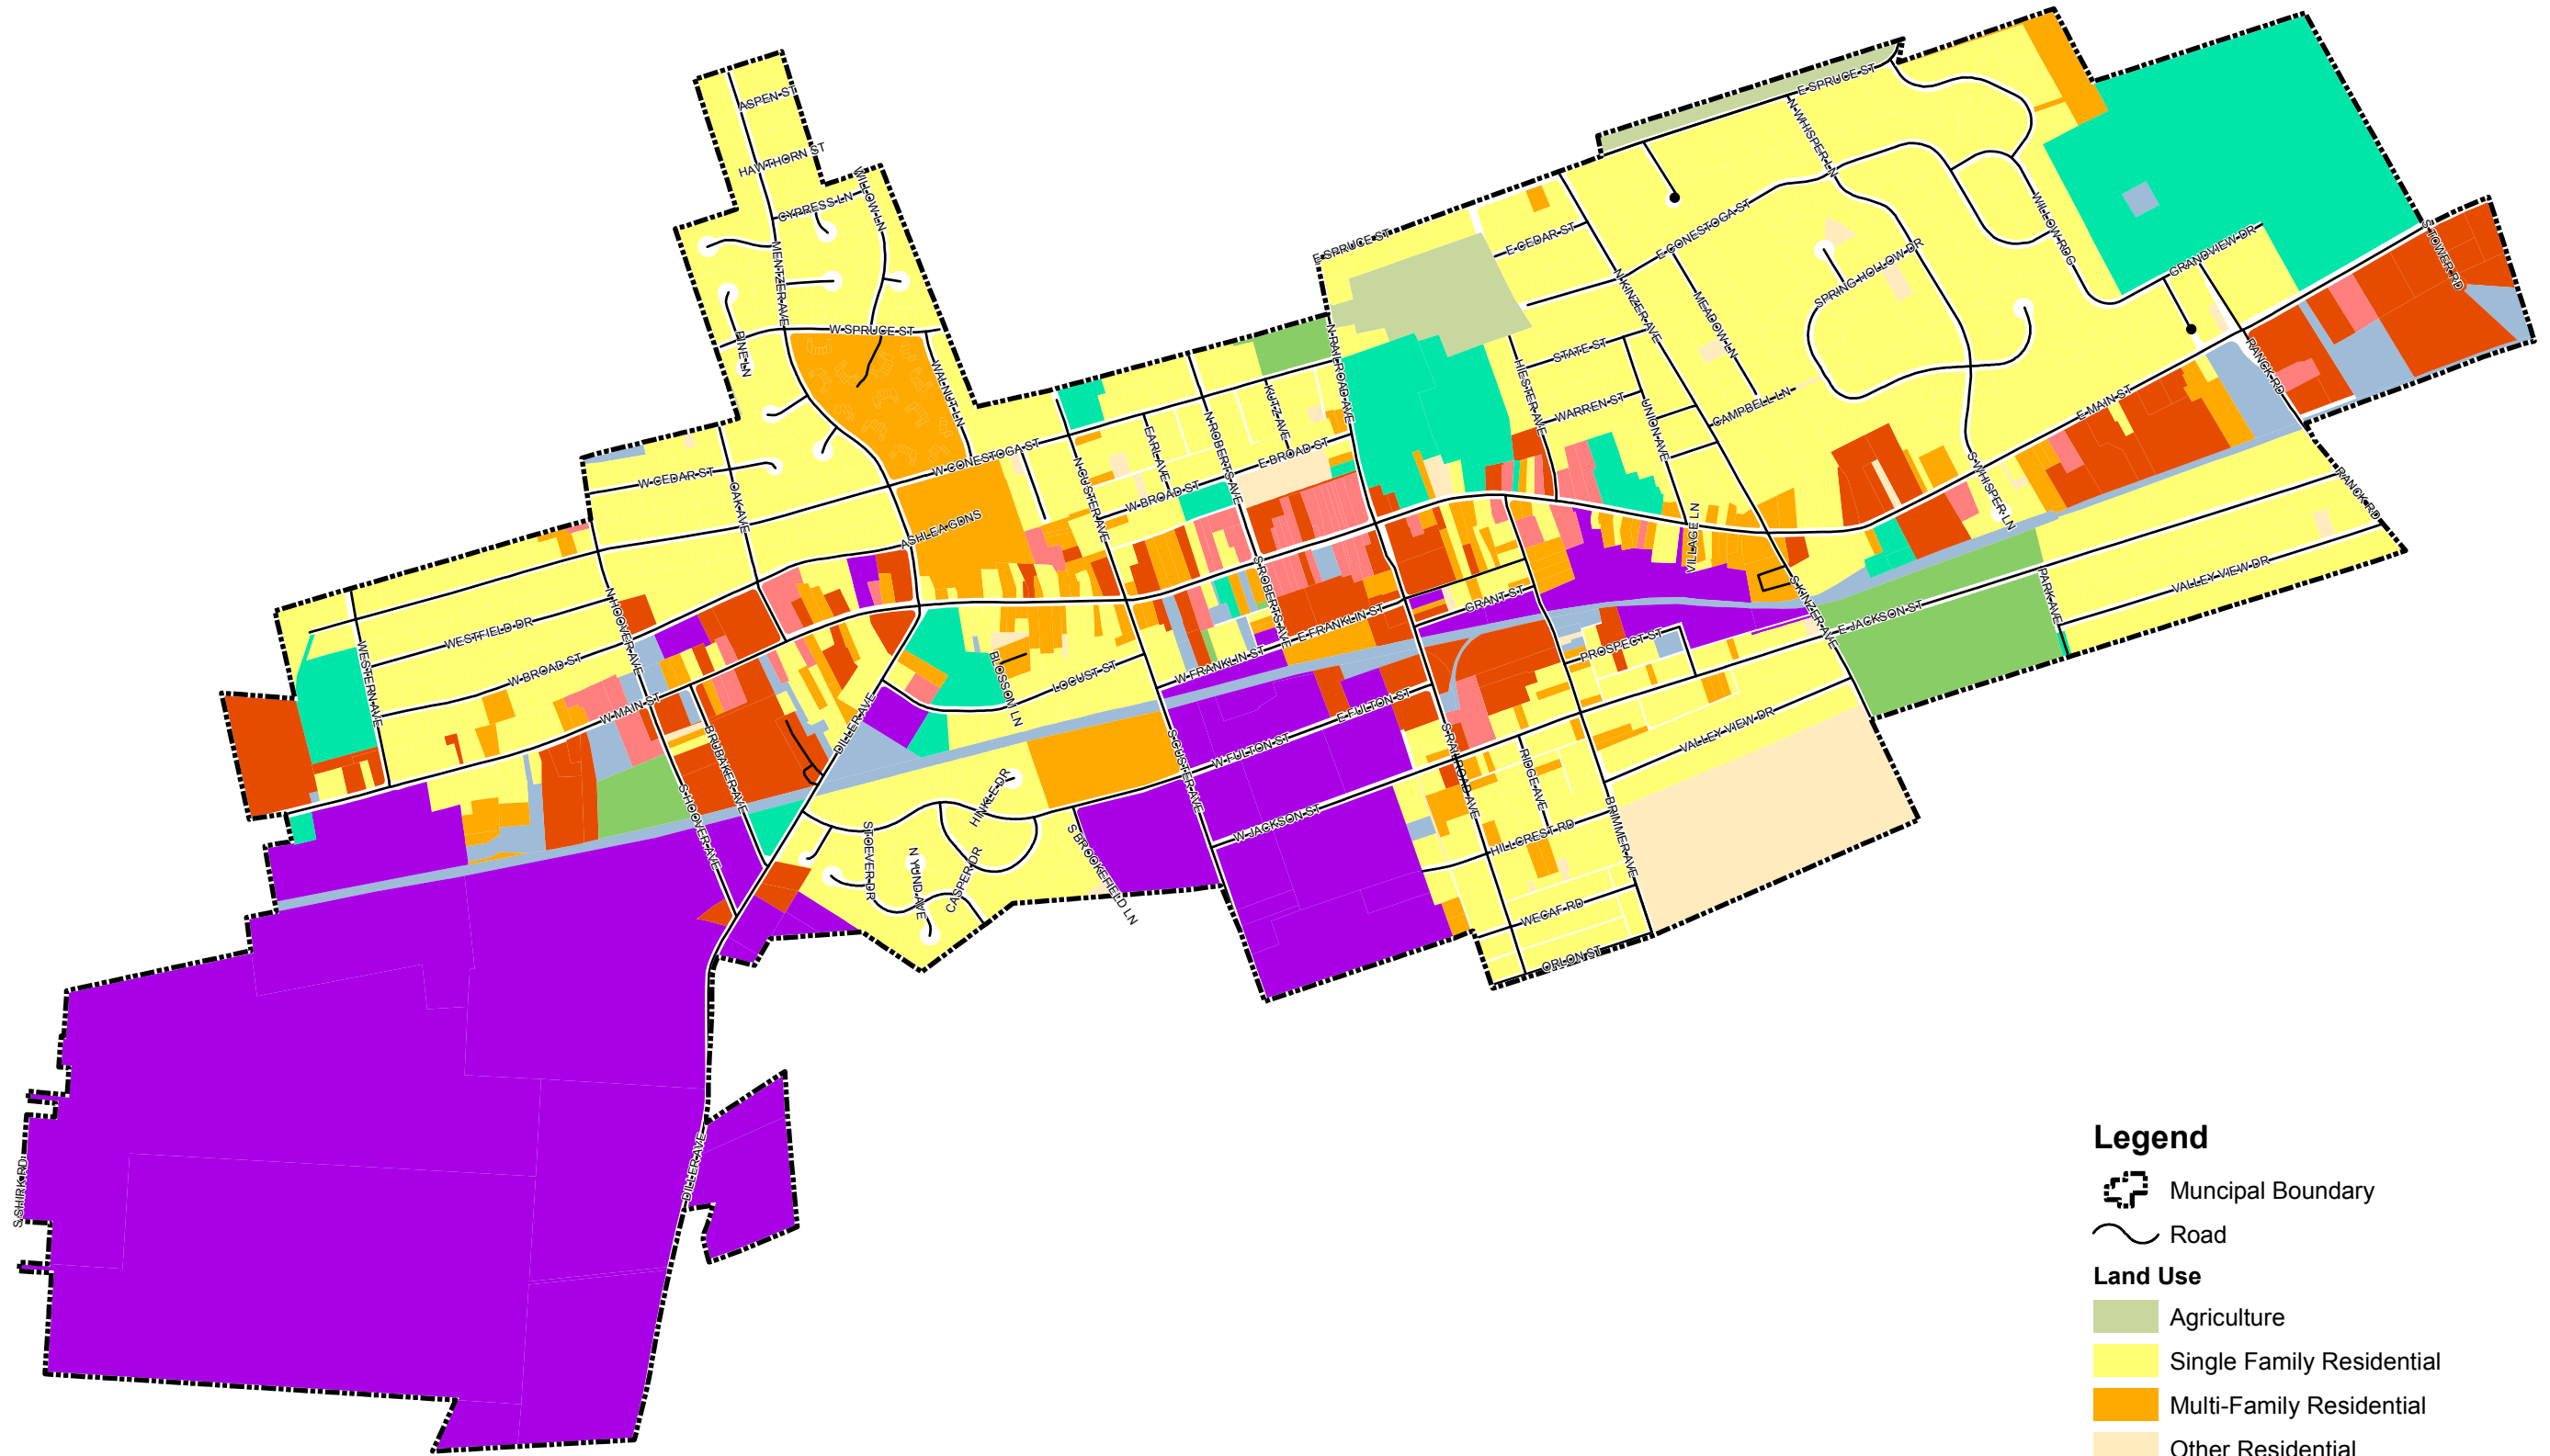 ASPEN ST
HAWTHORN ST
CYPRESS LN
WILLOW LN
MENTZER AVE
PINE LN
W SPRUCE ST
WALNUT LN
W CEDAR ST
OAK AVE
W CONESTOGA ST
ASHLEA GDNS
N CUSTER AVE
EARL AVE
W BROAD ST
N ROBERTS AVE
KUTZ AVE
E BROAD ST
N RAILROAD AVE
E SPRUCE ST
E SPRUCE ST
N WHISPER LN
E CEDAR ST
E CONESTOGA ST
N KINZER AVE
MEADOW LN
SPRING HOLLOW DR
WILLOW RDG
GRANDVIEW DR
S TOWER RD
RANCK RD
STATE ST
HIESTER AVE
WARREN ST
UNION AVE
CAMPBELL LN
E MAIN ST
S WHISPER LN
RANCK RD
VILLAGE LN
S KINZER AVE
PARK AVE
VALLEY VIEW DR
E JACKSON ST
WESTERN AVE
WESTFIELD DR
N HOOVER AVE
W BROAD ST
W MAIN ST
BRUBAKER AVE
S HOOVER AVE
DILLER AVE
BLOSSOM LN
LOCUST ST
S ROBERTS AVE
E FRANKLIN ST
W FRANKLIN ST
GRANT ST
PROSPECT ST
E FULTON ST
W FULTON ST
S CUSTER AVE
W JACKSON ST
S RAILROAD AVE
RIDGE AVE
VALLEY VIEW DR
BRIMMER AVE
HILLCREST RD
WECAF RD
ORLON ST
HINKLE DR
STOEVER DR
N YUND AVE
CASPER DR
S BROOKFIELD LN
DILLER AVE
S SHIRK RD
Legend
Muncipal Boundary
Road
Land Use
Agriculture
Single Family Residential
Multi-Family Residential
Other Residential